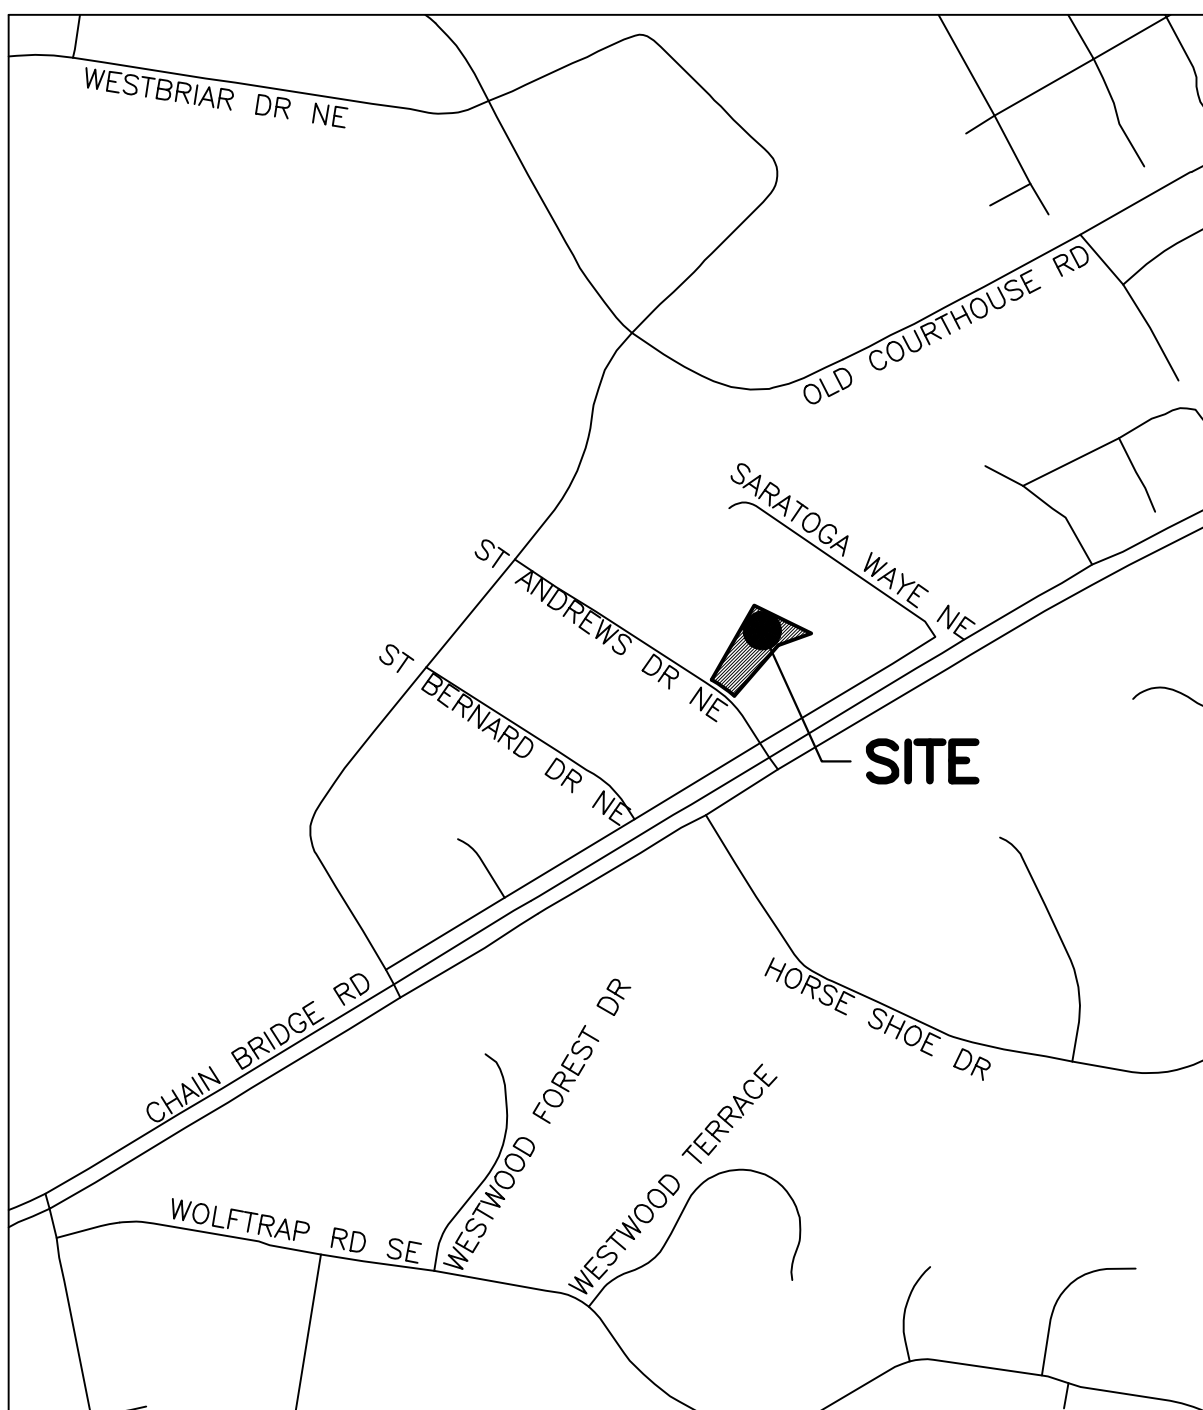 WESTBRIAR DR NE
OLD COURTHOUSE RD
SARATOGA WAYE NE
ST ANDREWS DR NE
ST BERNARD DR NE
SITE
CHAIN BRIDGE RD
HORSE SHOE DR
WESTWOOD FOREST DR
WESTWOOD TERRACE
WOLFTRAP RD SE